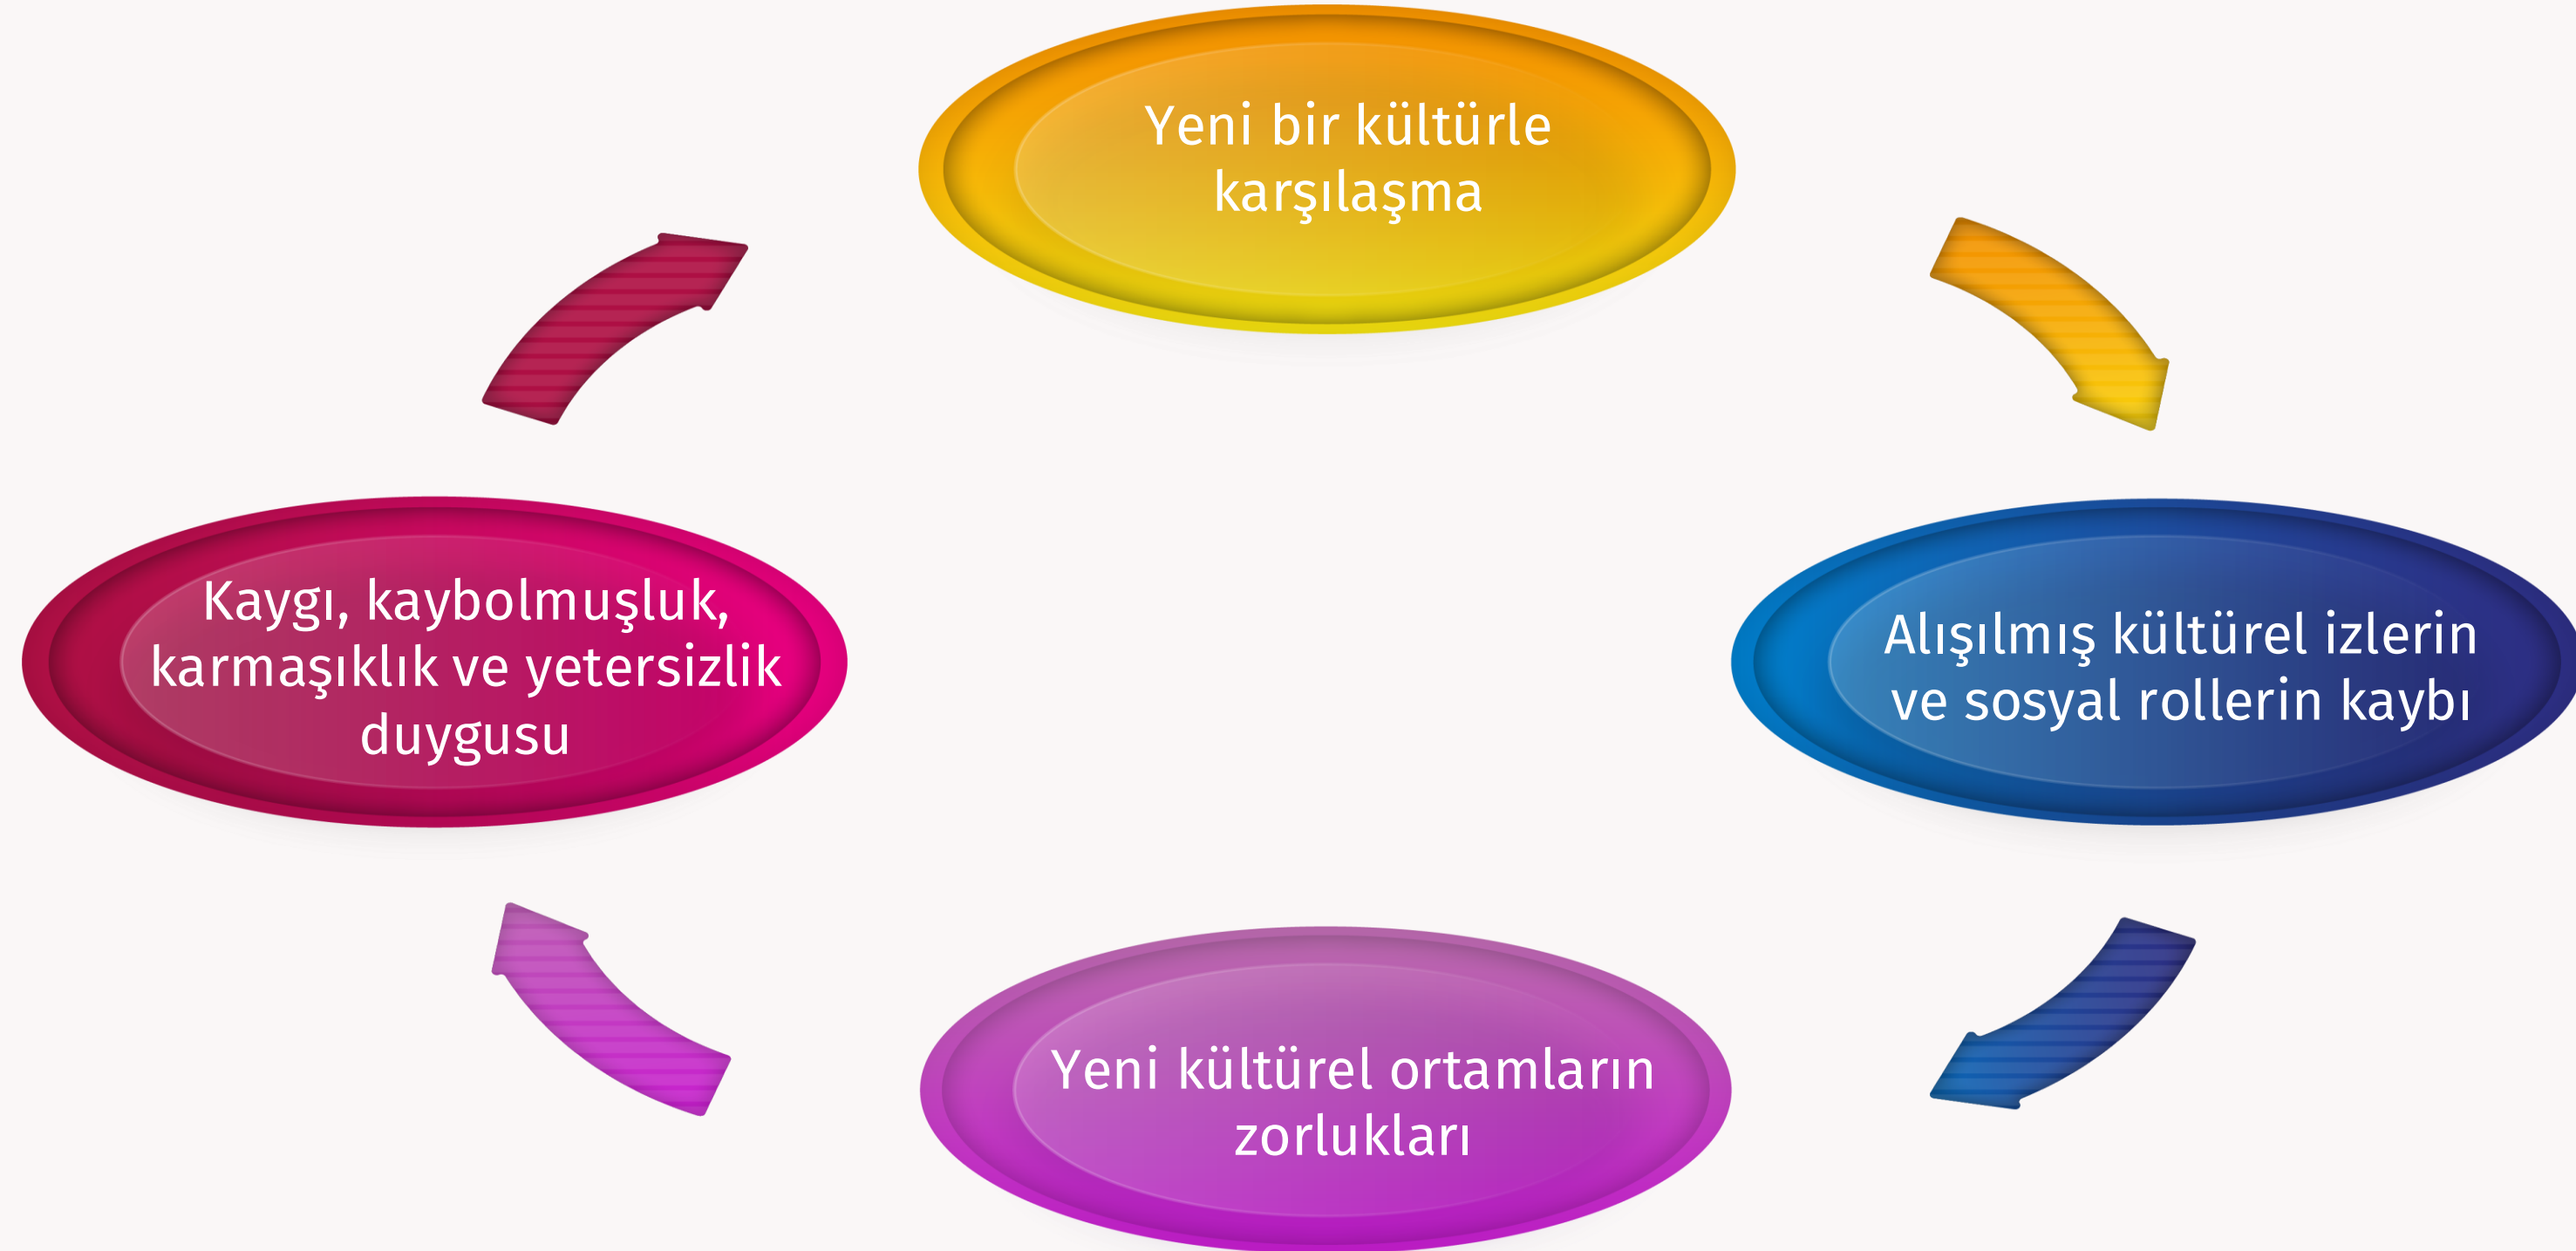 Yeni bir kültürle
karşılaşma
Alışılmış kültürel izlerin
ve sosyal rollerin kaybı
Yeni kültürel ortamların
zorlukları
Kaygı, kaybolmuşluk,
karmaşıklık ve yetersizlik
duygusu